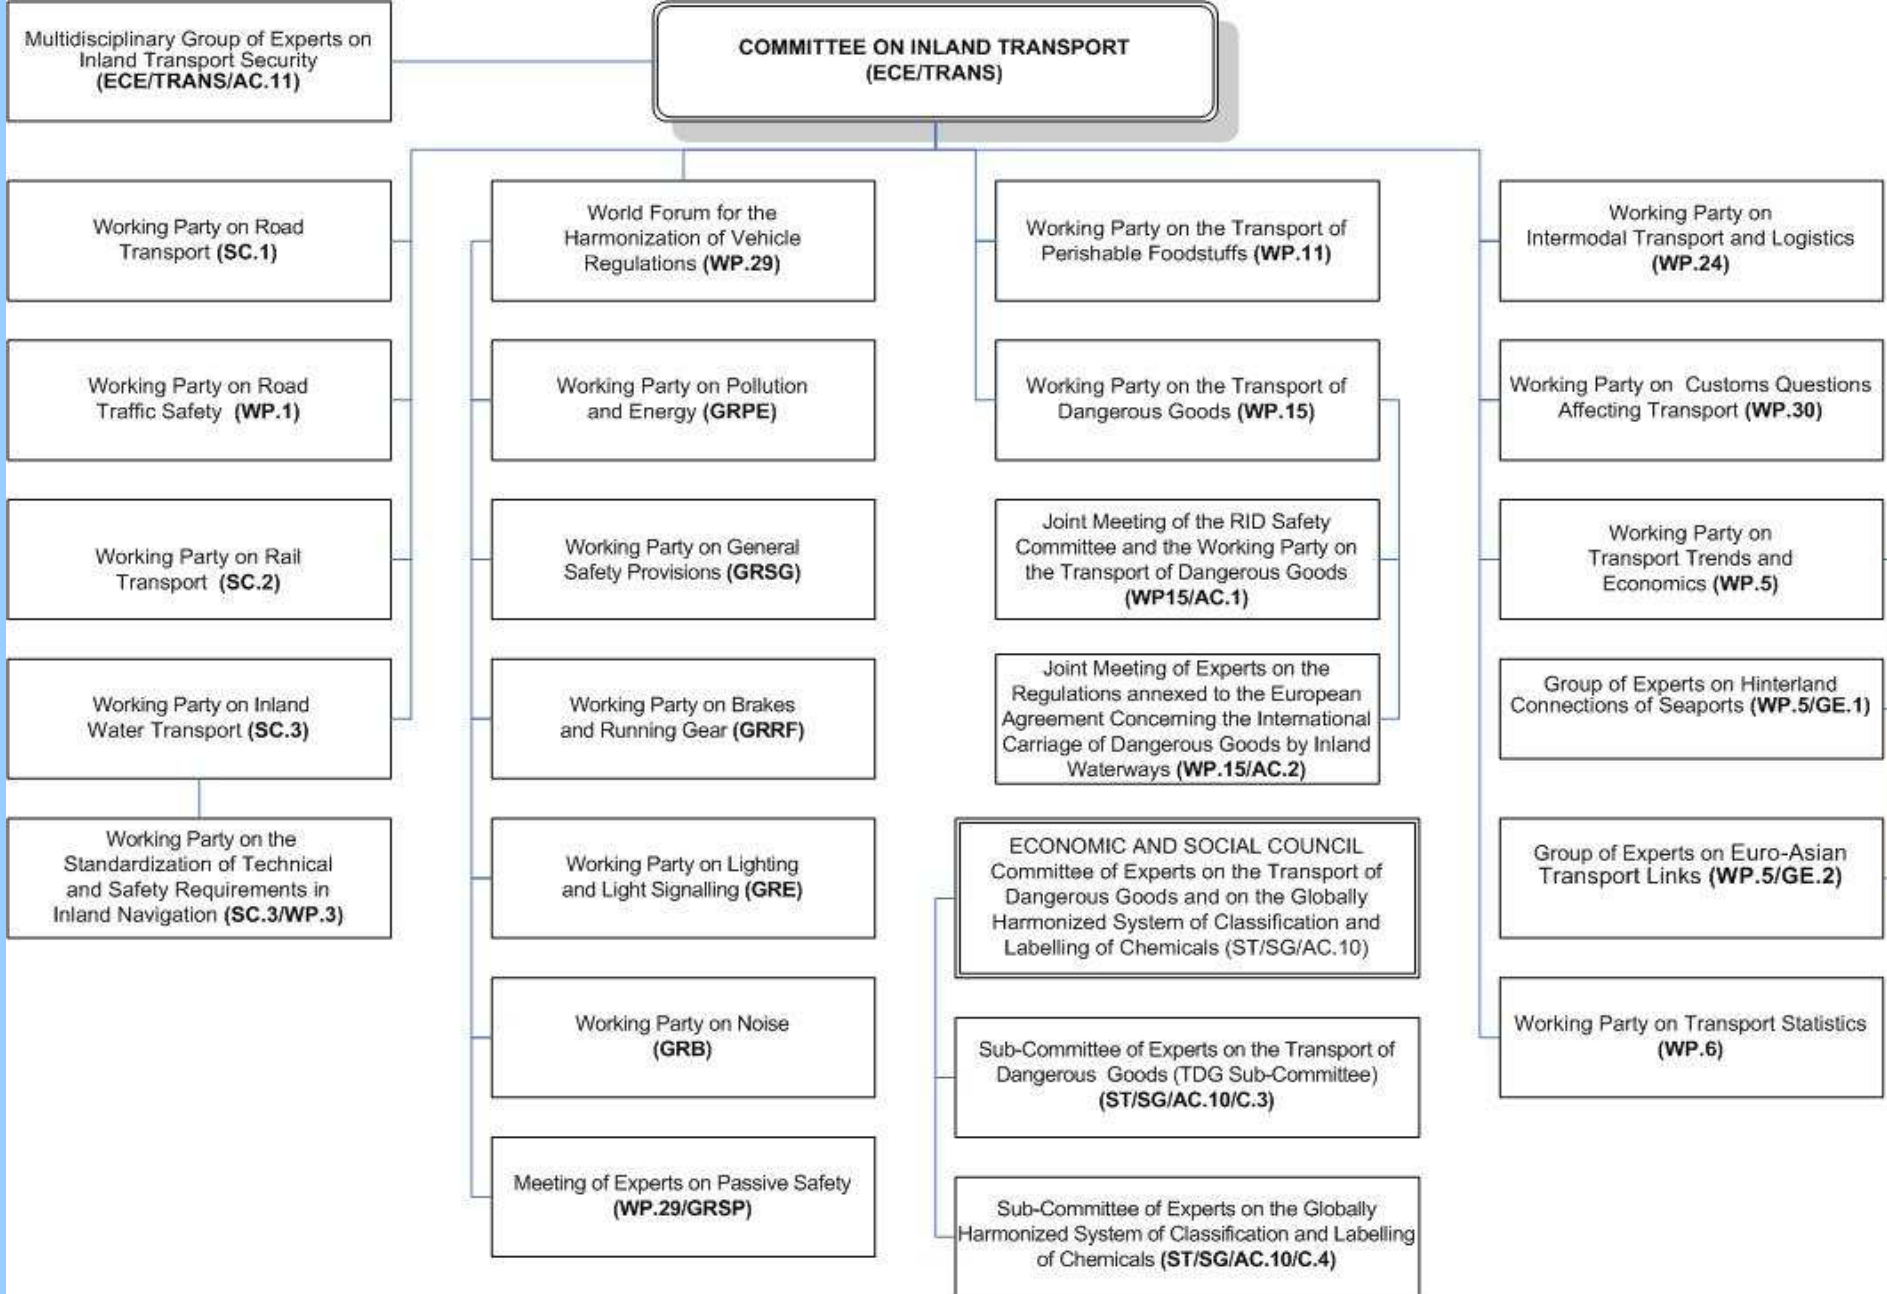 Multidisciplinary Group of Experts on
Inland Transport Security
(ECE/TRANS/AC.11)
COMMITTEE ON INLAND TRANSPORT
(ECE/TRANS)
Working Party on Road
Transport (SC.1)
Working Party on Road
Traffic Safety (WP.1)
Working Party on Rail
Transport (SC.2)
Working Party on Inland
Water Transport (SC.3)
Working Party on the
Standardization of Technical
and Safety Requirements in
Inland Navigation (SC.3/WP.3)
World Forum for the
Harmonization of Vehicle
Regulations (WP.29)
Working Party on Pollution
and Energy (GRPE)
Working Party on General
Safety Provisions (GRSG)
Working Party on Brakes
and Running Gear (GRRF)
Working Party on Lighting
and Light Signalling (GRE)
Working Party on Noise
(GRB)
Meeting of Experts on Passive Safety
(WP.29/GRSP)
Working Party on the Transport of
Perishable Foodstuffs (WP.11)
Working Party on the Transport of
Dangerous Goods (WP.15)
Joint Meeting of the RID Safety
Committee and the Working Party on
the Transport of Dangerous Goods
(WP15/AC.1)
Joint Meeting of Experts on the
Regulations annexed to the European
Agreement Concerning the International
Carriage of Dangerous Goods by Inland
Waterways (WP.15/AC.2)
ECONOMIC AND SOCIAL COUNCIL
Committee of Experts on the Transport of
Dangerous Goods and on the Globally
Harmonized System of Classification and
Labelling of Chemicals (ST/SG/AC.10)
Sub-Committee of Experts on the Transport of
Dangerous Goods (TDG Sub-Committee)
(ST/SG/AC.10/C.3)
Sub-Committee of Experts on the Globally
Harmonized System of Classification and Labelling
of Chemicals (ST/SG/AC.10/C.4)
Working Party on
Intermodal Transport and Logistics
(WP.24)
Working Party on Customs Questions
Affecting Transport (WP.30)
Working Party on
Transport Trends and
Economics (WP.5)
Group of Experts on Hinterland
Connections of Seaports (WP.5/GE.1)
Group of Experts on Euro-Asian
Transport Links (WP.5/GE.2)
Working Party on Transport Statistics
(WP.6)